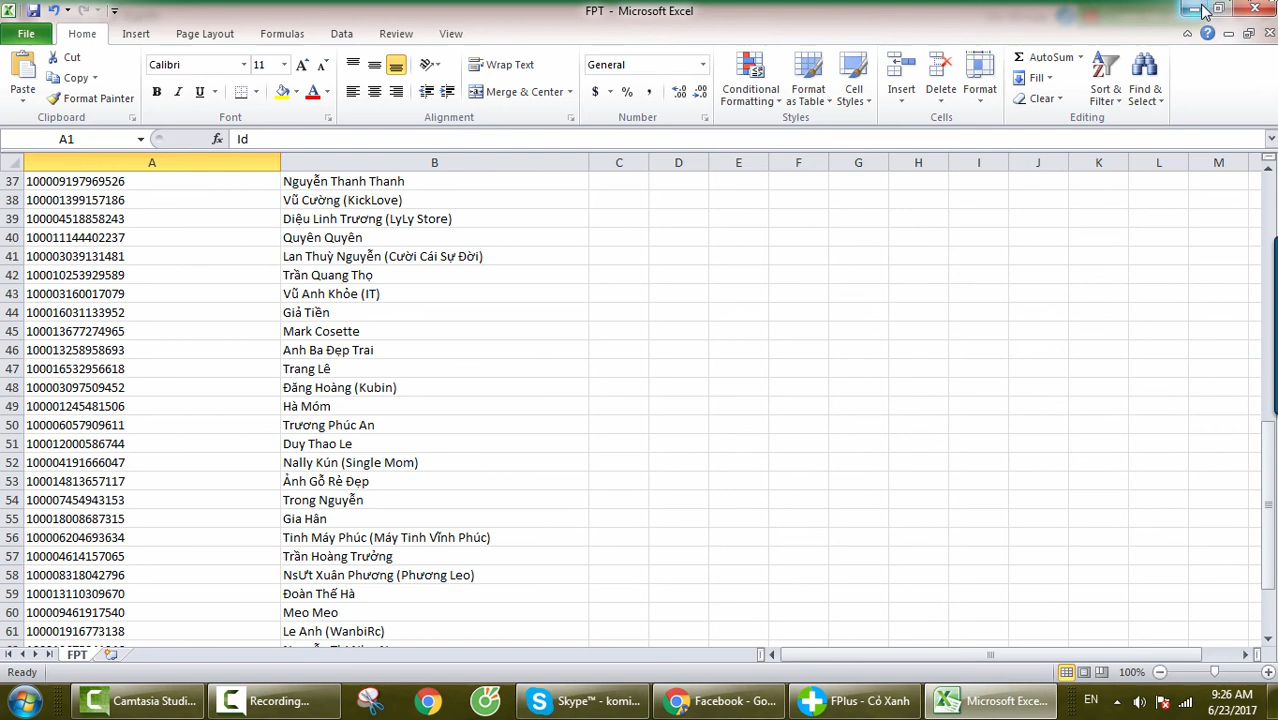 FPT - Microsoft Excel
File Home Insert Page Layout Formulas Data Review View
Paste Cut Copy Format Painter
Calibri 11
Wrap Text Merge & Center
General
Conditional Formatting Format as Table Cell Styles
Insert Delete Format
AutoSum Fill Clear Sort & Filter Find & Select
Clipboard Font Alignment Number Styles Cells Editing
A1 fx Id
A B C D E F G H I J K L M
37 100009197969526 Nguyễn Thanh Thanh
38 100001399157186 Vũ Cường (KickLove)
39 100004518858243 Diệu Linh Trương (LyLy Store)
40 100011144402237 Quyên Quyên
41 100003039131481 Lan Thuỳ Nguyễn (Cười Cái Sự Đời)
42 100010253929589 Trần Quang Thọ
43 100003160017079 Vũ Anh Khỏe (IT)
44 100016031133952 Giả Tiền
45 100013677274965 Mark Cosette
46 100013258958693 Anh Ba Đẹp Trai
47 100016532956618 Trang Lê
48 100003097509452 Đăng Hoàng (Kubin)
49 100001245481506 Hà Móm
50 100006057909611 Trương Phúc An
51 100012000586744 Duy Thao Le
52 100004191666047 Nally Kún (Single Mom)
53 100014813657117 Ảnh Gỗ Rẻ Đẹp
54 100007454943153 Trong Nguyễn
55 100018008687315 Gia Hân
56 100006204693634 Tinh Máy Phúc (Máy Tinh Vĩnh Phúc)
57 100004614157065 Trần Hoàng Trưởng
58 100008318042796 NsƯt Xuân Phương (Phương Leo)
59 100013110309670 Đoàn Thế Hà
60 100009461917540 Meo Meo
61 100001916773138 Le Anh (WanbiRc)
FPT
Ready 100%
Camtasia Studi... Recording... Skype™ - komi... Facebook - Go... FPlus - Cỏ Xanh Microsoft Exce... EN 9:26 AM
6/23/2017